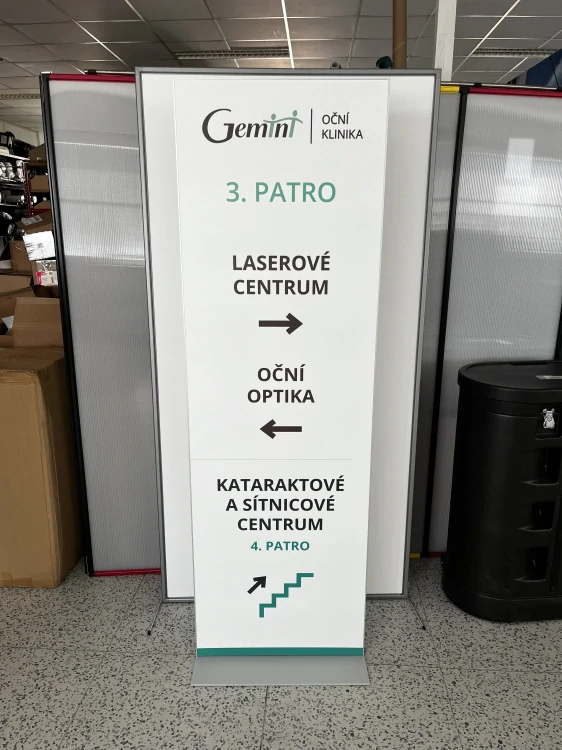 Gemini
OČNÍ
KLINIKA
3. PATRO
LASEROVÉ
CENTRUM
OČNÍ
OPTIKA
KATARAKTOVÉ
A SÍTNICOVÉ
CENTRUM
4. PATRO